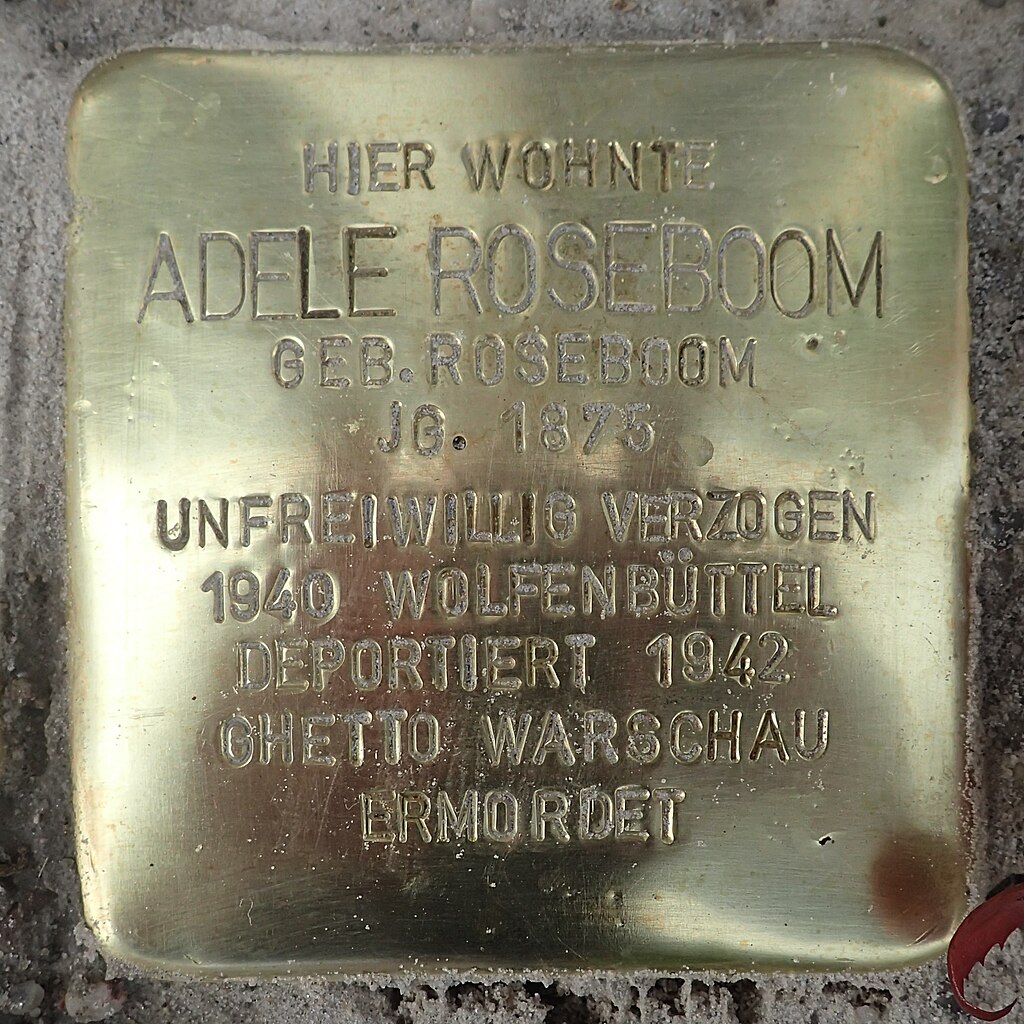 HIER WOHNTE
ADELE ROSEBOOM
GEB. ROSEBOOM
JG. 1875
UNFREIWILLIG VERZOGEN
1940 WOLFENBÜTTEL
DEPORTIERT 1942
GHETTO WARSCHAU
ERMORDET